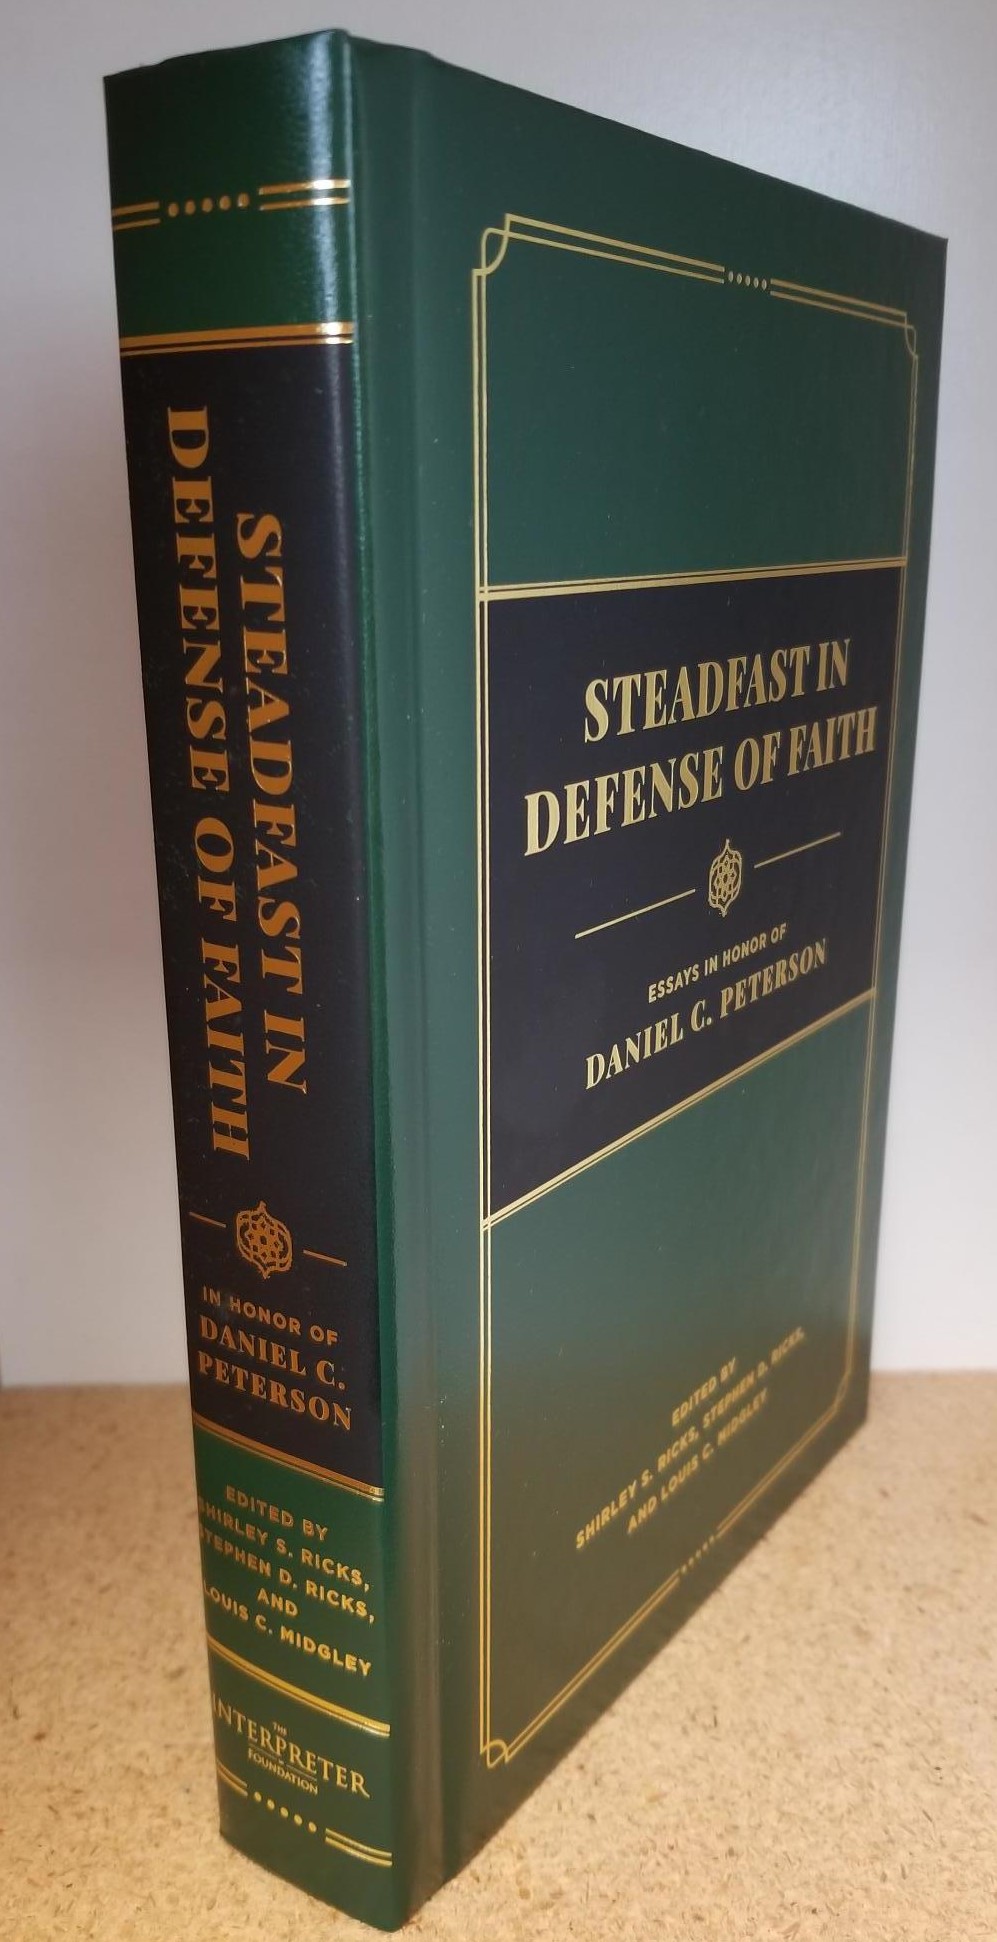 STEADFAST IN
DEFENSE OF FAITH
IN HONOR OF
DANIEL C.
PETERSON
EDITED BY
SHIRLEY S. RICKS,
STEPHEN D. RICKS,
AND
LOUIS C. MIDGLEY
THE
INTERPRETER
FOUNDATION
STEADFAST IN
DEFENSE OF FAITH
ESSAYS IN HONOR OF
DANIEL C. PETERSON
EDITED BY
SHIRLEY S. RICKS, STEPHEN D. RICKS,
AND LOUIS C. MIDGLEY